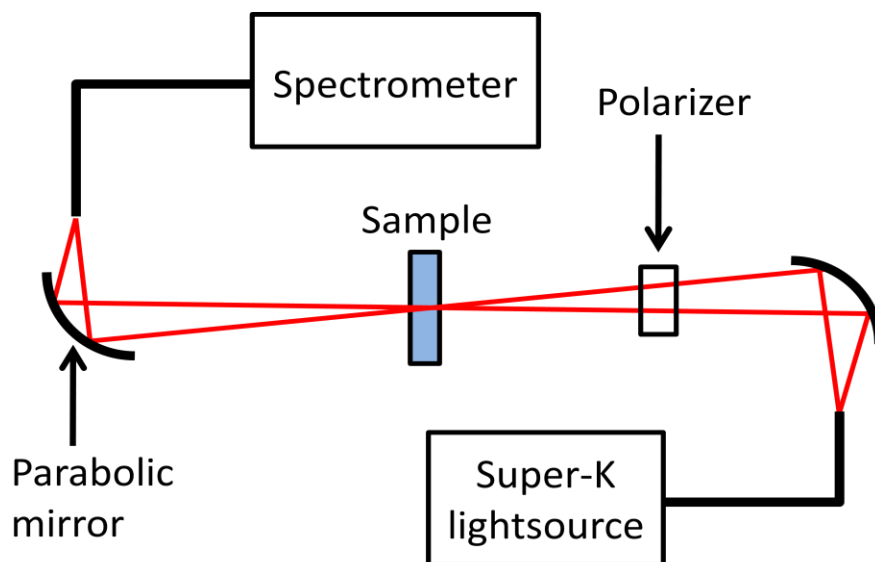 Spectrometer
Polarizer
Sample
Parabolic
mirror
Super-K
lightsource